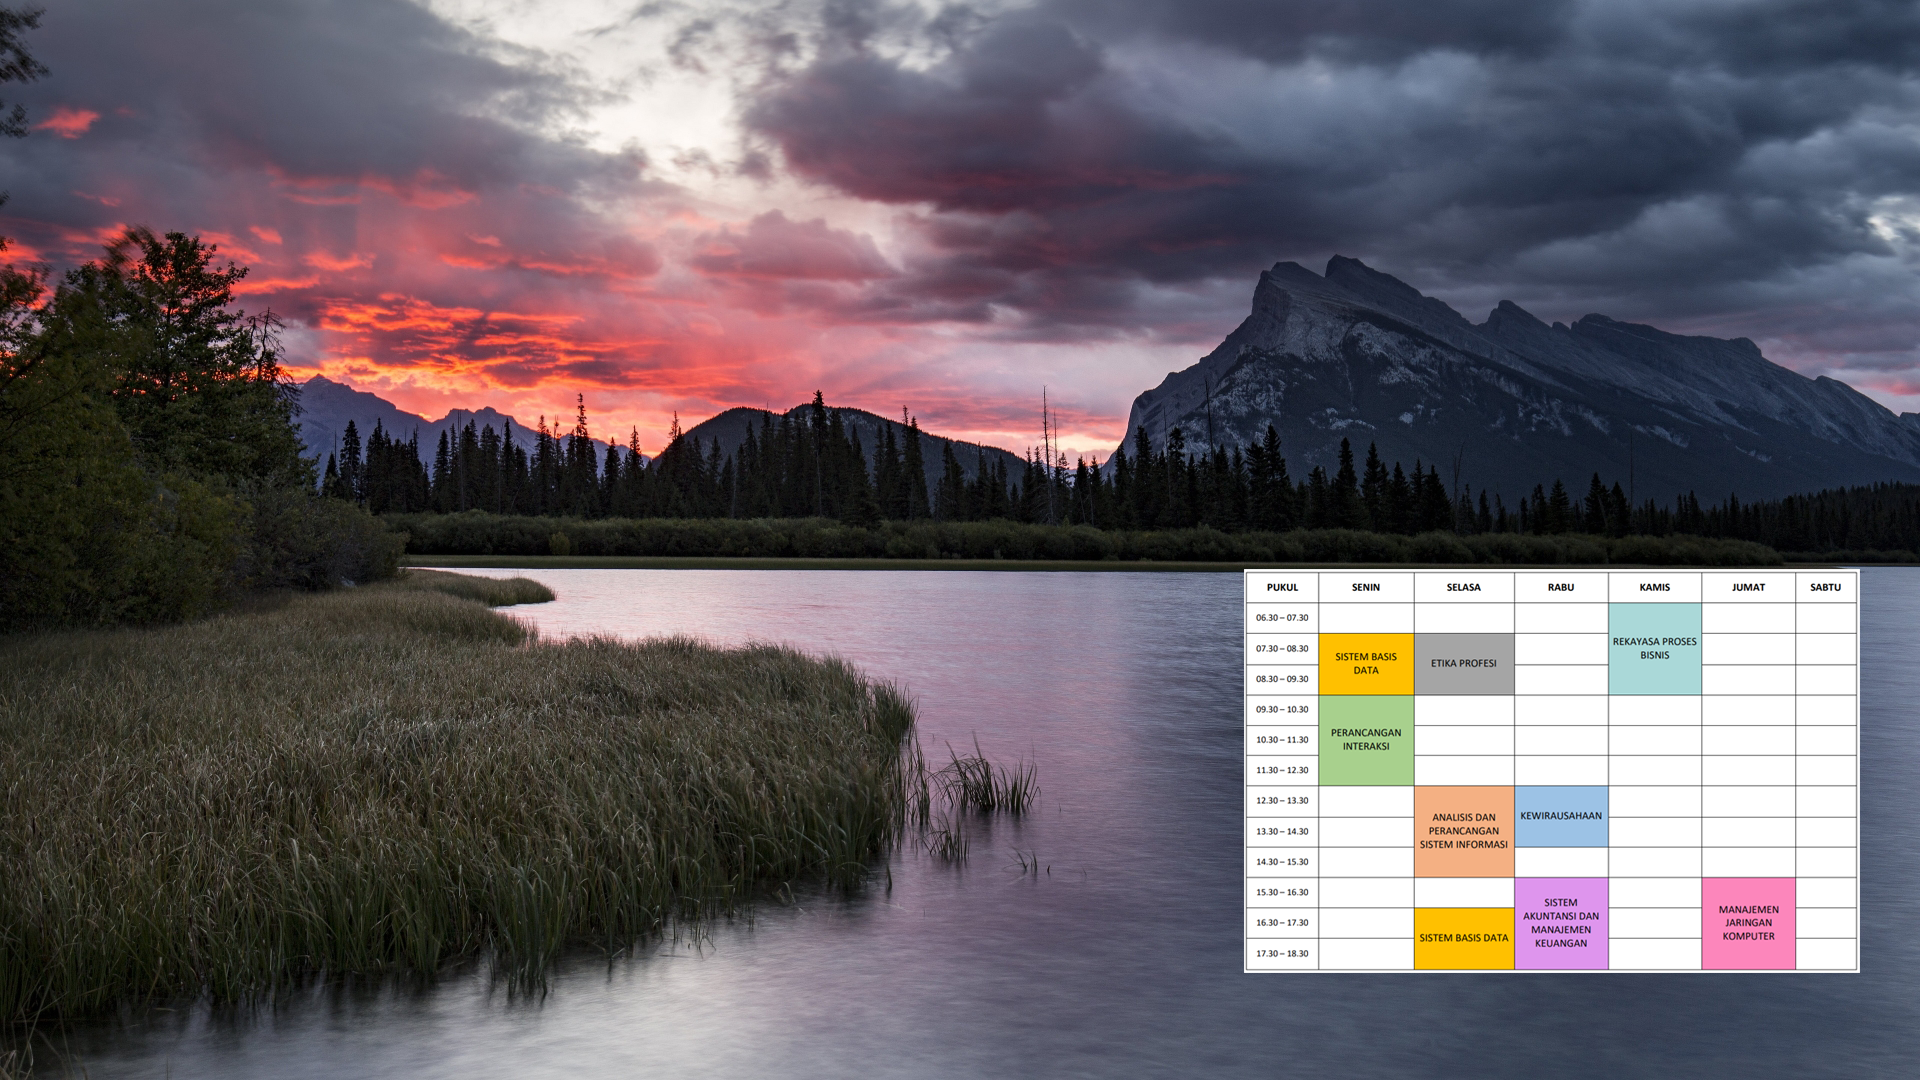 PUKUL SENIN SELASA RABU KAMIS JUMAT SABTU
06.30 – 07.30
REKAYASA PROSES
BISNIS
07.30 – 08.30
SISTEM BASIS
DATA
ETIKA PROFESI
08.30 – 09.30
09.30 – 10.30
PERANCANGAN
INTERAKSI
10.30 – 11.30
11.30 – 12.30
12.30 – 13.30
ANALISIS DAN
PERANCANGAN
SISTEM INFORMASI
KEWIRAUSAHAAN
13.30 – 14.30
14.30 – 15.30
15.30 – 16.30
SISTEM
AKUNTANSI DAN
MANAJEMEN
KEUANGAN
MANAJEMEN
JARINGAN
KOMPUTER
16.30 – 17.30
SISTEM BASIS DATA
17.30 – 18.30